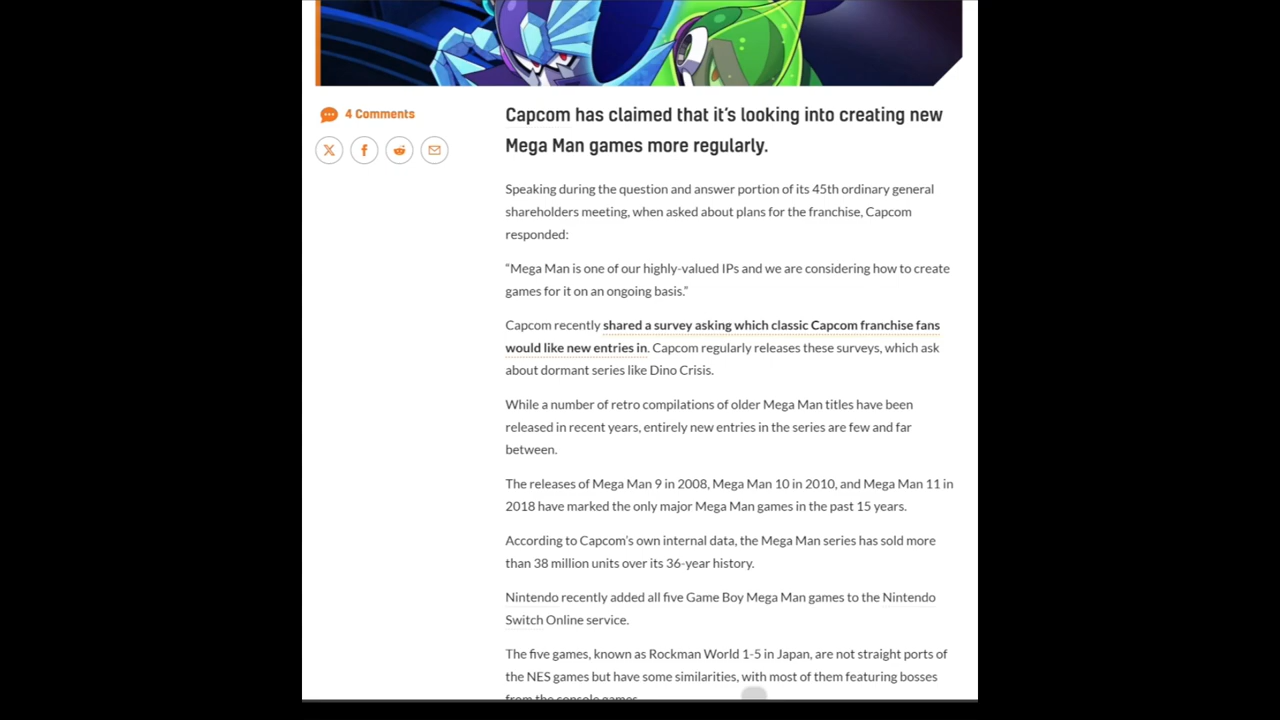 4 Comments
Capcom has claimed that it's looking into creating new
Mega Man games more regularly.
Speaking during the question and answer portion of its 45th ordinary general
shareholders meeting, when asked about plans for the franchise, Capcom
responded:
“Mega Man is one of our highly-valued IPs and we are considering how to create
games for it on an ongoing basis.”
Capcom recently shared a survey asking which classic Capcom franchise fans
would like new entries in. Capcom regularly releases these surveys, which ask
about dormant series like Dino Crisis.
While a number of retro compilations of older Mega Man titles have been
released in recent years, entirely new entries in the series are few and far
between.
The releases of Mega Man 9 in 2008, Mega Man 10 in 2010, and Mega Man 11 in
2018 have marked the only major Mega Man games in the past 15 years.
According to Capcom’s own internal data, the Mega Man series has sold more
than 38 million units over its 36-year history.
Nintendo recently added all five Game Boy Mega Man games to the Nintendo
Switch Online service.
The five games, known as Rockman World 1-5 in Japan, are not straight ports of
the NES games but have some similarities, with most of them featuring bosses
from the console games.